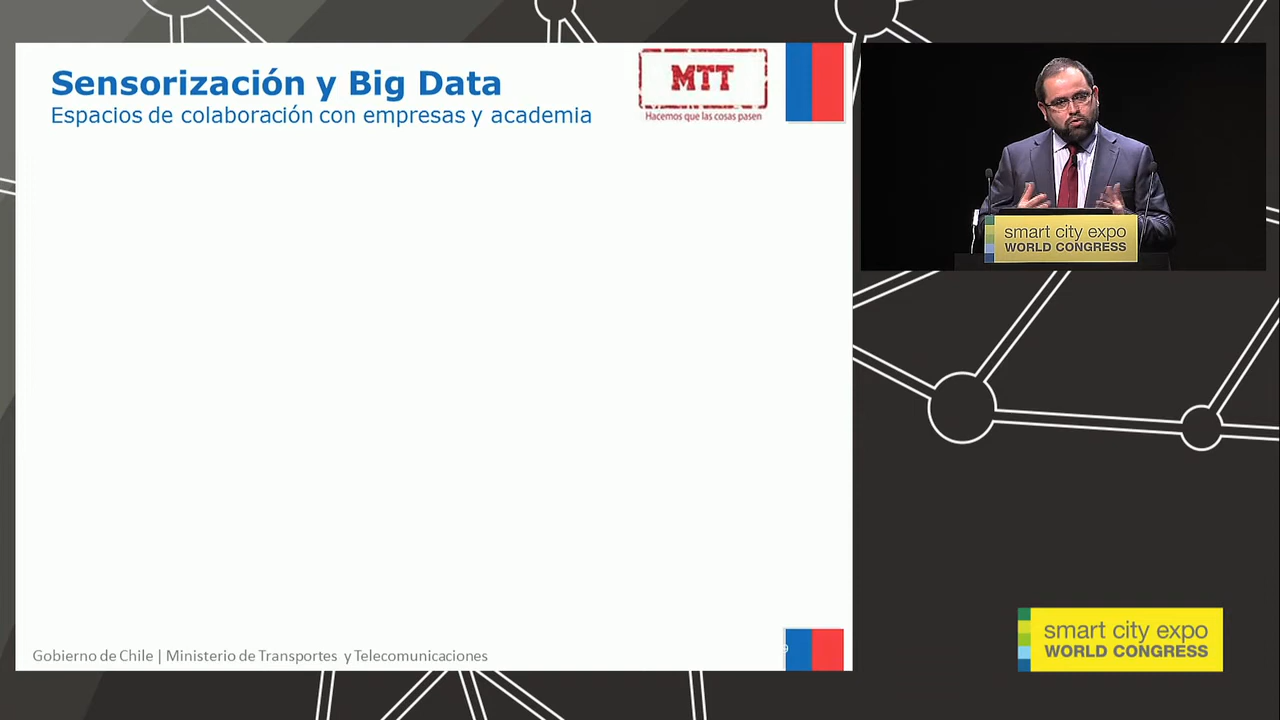 Sensorización y Big Data
Espacios de colaboración con empresas y academia
MTT
Hacemos que las cosas pasen
smart city expo
WORLD CONGRESS
Gobierno de Chile | Ministerio de Transportes y Telecomunicaciones
9
smart city expo
WORLD CONGRESS